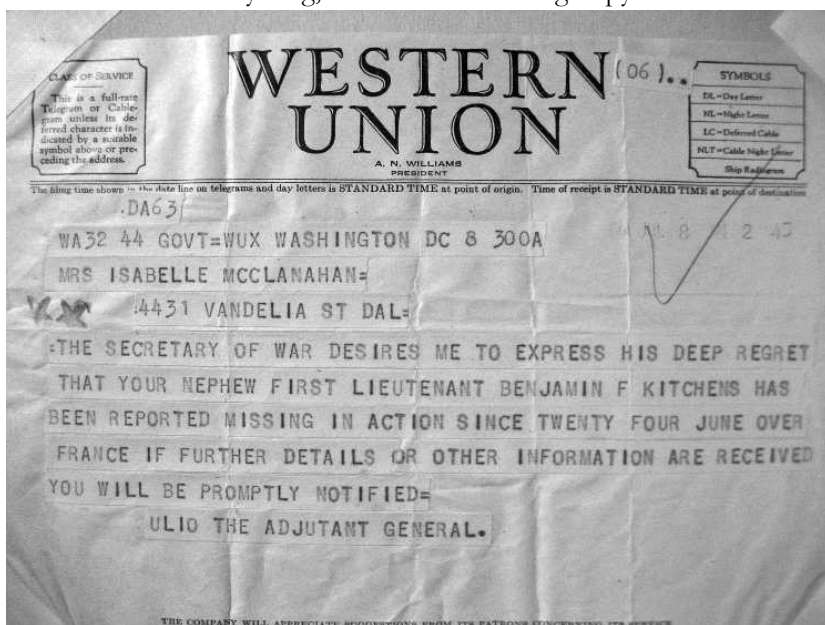 WESTERN
UNION
(06)..
A. N. WILLIAMS
PRESIDENT
CLASS OF SERVICE
This is a full-rate
Telegram or Cable-
gram unless its de-
ferred character is in-
dicated by a suitable
symbol above or pre-
ceding the address.
SYMBOLS
DL=Day Letter
NL=Night Letter
LC=Deferred Cable
NLT=Cable Night Letter
Ship Radiogram
The filing time shown in the date line on telegrams and day letters is STANDARD TIME at point of origin. Time of receipt is STANDARD TIME at point of destination
.DA63
WA32 44 GOVT=WUX WASHINGTON DC 8 300A
MRS ISABELLE MCCLANAHAN=
:4431 VANDELIA ST DAL=
:THE SECRETARY OF WAR DESIRES ME TO EXPRESS HIS DEEP REGRET
THAT YOUR NEPHEW FIRST LIEUTENANT BENJAMIN F KITCHENS HAS
BEEN REPORTED MISSING IN ACTION SINCE TWENTY FOUR JUNE OVER
FRANCE IF FURTHER DETAILS OR OTHER INFORMATION ARE RECEIVED
YOU WILL BE PROMPTLY NOTIFIED=
ULIO THE ADJUTANT GENERAL.
THE COMPANY WILL APPRECIATE SUGGESTIONS FROM ITS PATRONS CONCERNING ITS SERVICE